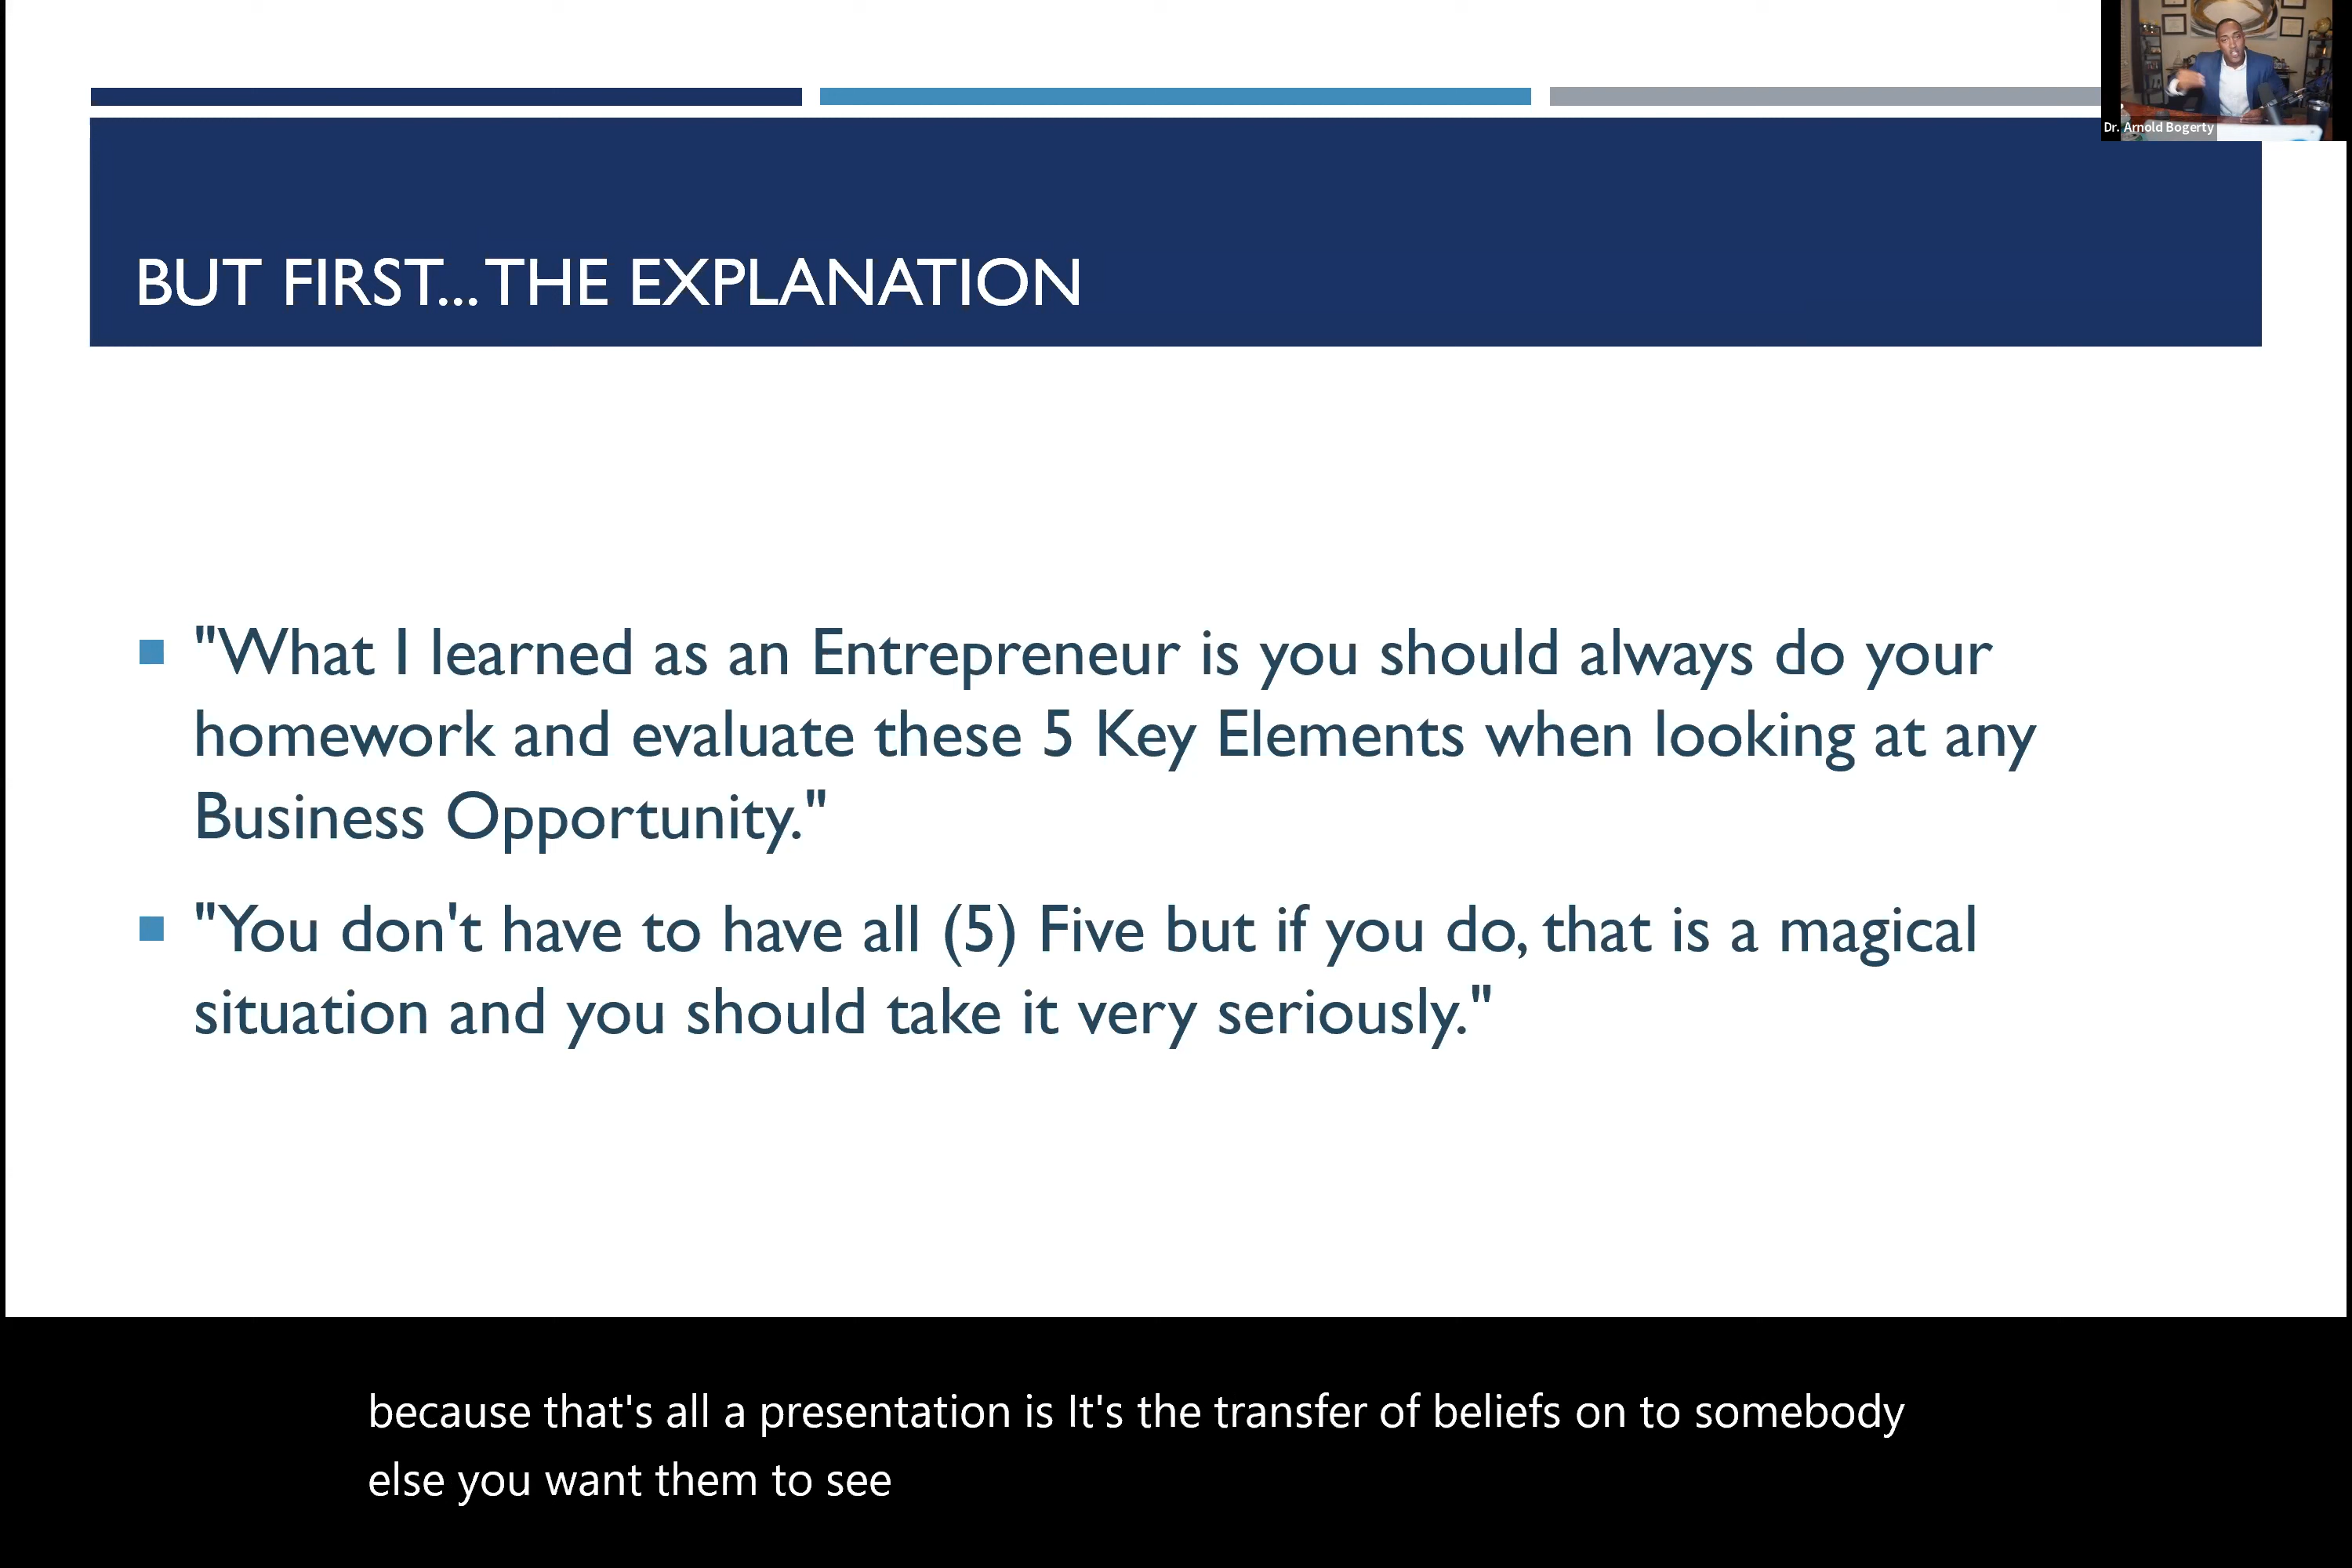 Dr. Arnold Bogerty
BUT FIRST...THE EXPLANATION
"What I learned as an Entrepreneur is you should always do your
homework and evaluate these 5 Key Elements when looking at any
Business Opportunity."
"You don't have to have all (5) Five but if you do, that is a magical
situation and you should take it very seriously."
because that's all a presentation is It's the transfer of beliefs on to somebody
else you want them to see